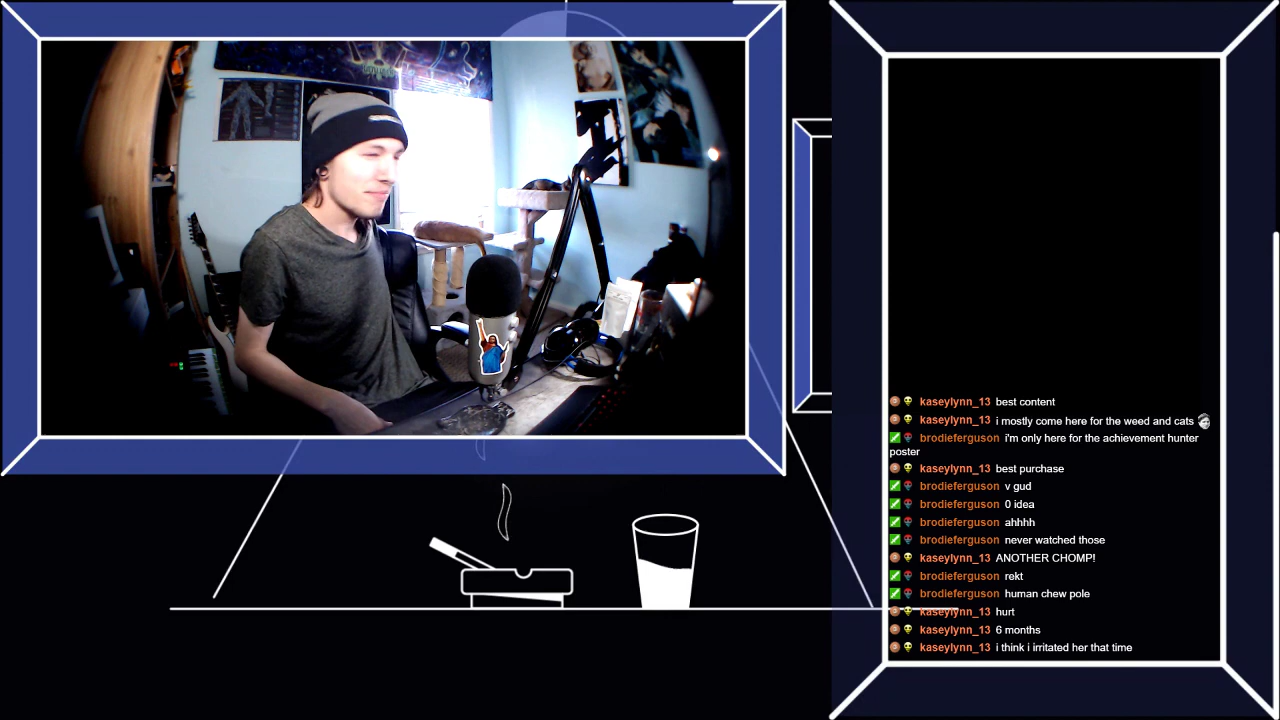 kaseylynn_13 best content
kaseylynn_13 i mostly come here for the weed and cats
brodieferguson i'm only here for the achievement hunter
poster
kaseylynn_13 best purchase
brodieferguson v gud
brodieferguson 0 idea
brodieferguson ahhhh
brodieferguson never watched those
kaseylynn_13 ANOTHER CHOMP!
brodieferguson rekt
brodieferguson human chew pole
kaseylynn_13 hurt
kaseylynn_13 6 months
kaseylynn_13 i think i irritated her that time